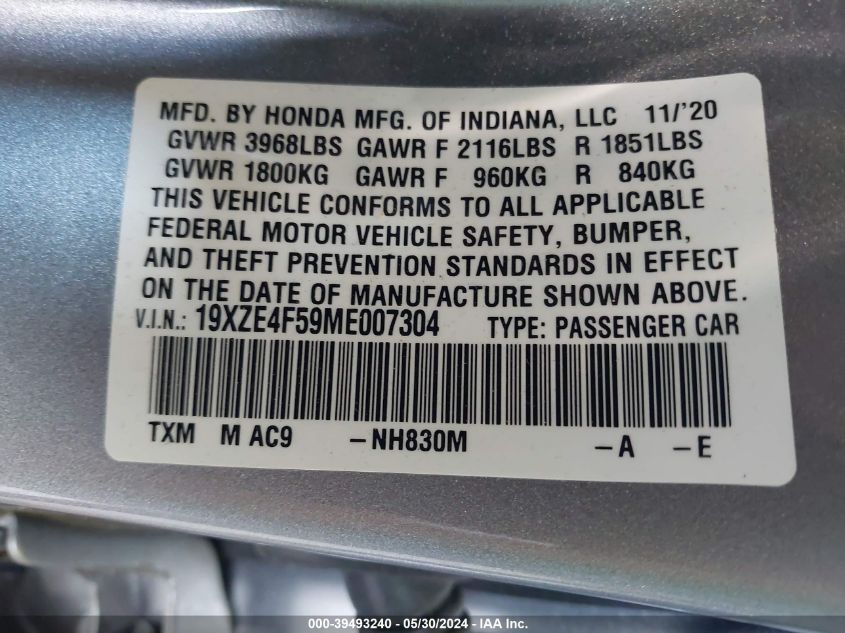 MFD. BY HONDA MFG. OF INDIANA, LLC 11/'20
GVWR 3968LBS GAWR F 2116LBS R 1851LBS
GVWR 1800KG GAWR F 960KG R 840KG
THIS VEHICLE CONFORMS TO ALL APPLICABLE
FEDERAL MOTOR VEHICLE SAFETY, BUMPER,
AND THEFT PREVENTION STANDARDS IN EFFECT
ON THE DATE OF MANUFACTURE SHOWN ABOVE.
V.I.N.: 19XZE4F59ME007304 TYPE: PASSENGER CAR
TXM M AC9 -NH830M -A -E
000-39493240 - 05/30/2024 - IAA Inc.